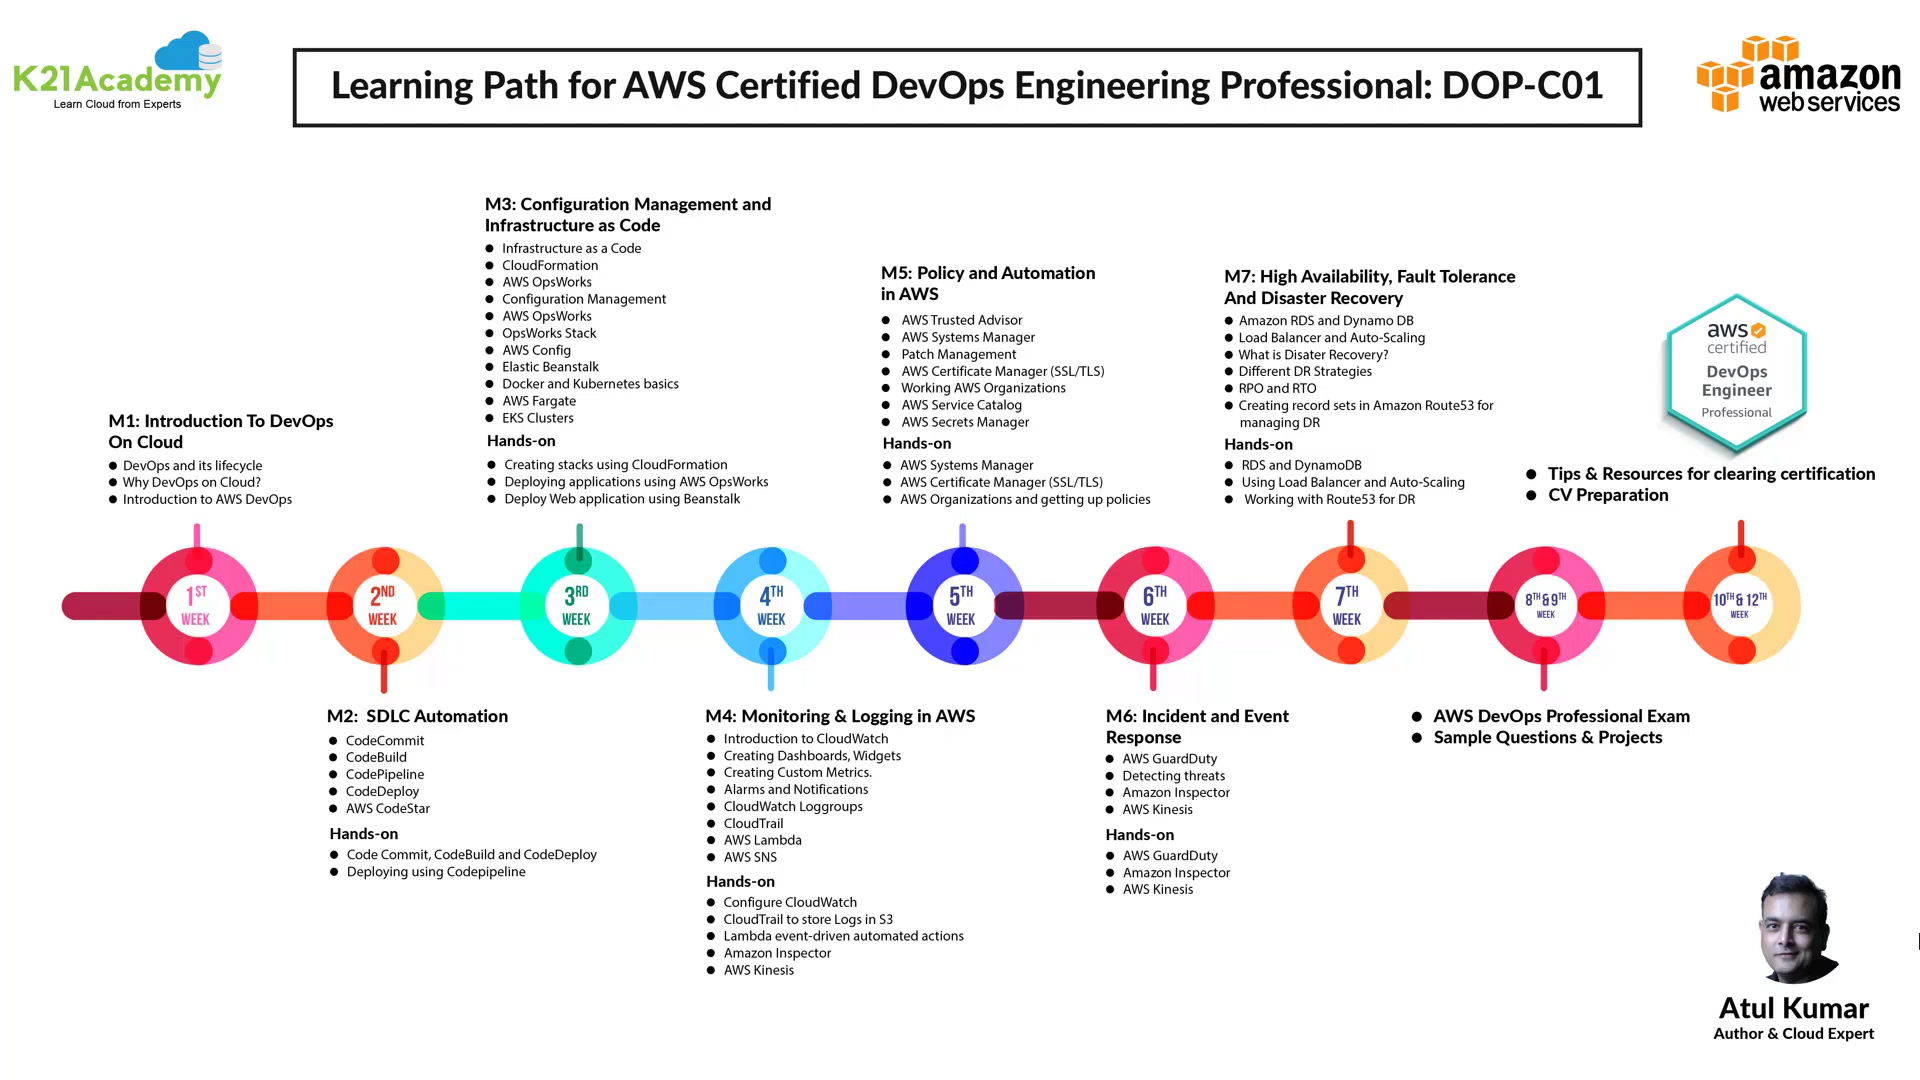 K21Academy
Learn Cloud from Experts
Learning Path for AWS Certified DevOps Engineering Professional: DOP-C01
amazon
web services
M1: Introduction To DevOps
On Cloud
DevOps and its lifecycle
Why DevOps on Cloud?
Introduction to AWS DevOps
M3: Configuration Management and
Infrastructure as Code
Infrastructure as a Code
CloudFormation
AWS OpsWorks
Configuration Management
AWS OpsWorks
OpsWorks Stack
AWS Config
Elastic Beanstalk
Docker and Kubernetes basics
AWS Fargate
EKS Clusters
Hands-on
Creating stacks using CloudFormation
Deploying applications using AWS OpsWorks
Deploy Web application using Beanstalk
M5: Policy and Automation
in AWS
AWS Trusted Advisor
AWS Systems Manager
Patch Management
AWS Certificate Manager (SSL/TLS)
Working AWS Organizations
AWS Service Catalog
AWS Secrets Manager
Hands-on
AWS Systems Manager
AWS Certificate Manager (SSL/TLS)
AWS Organizations and getting up policies
M7: High Availability, Fault Tolerance
And Disaster Recovery
Amazon RDS and Dynamo DB
Load Balancer and Auto-Scaling
What is Disater Recovery?
Different DR Strategies
RPO and RTO
Creating record sets in Amazon Route53 for
managing DR
Hands-on
RDS and DynamoDB
Using Load Balancer and Auto-Scaling
Working with Route53 for DR
aws
certified
DevOps
Engineer
Professional
Tips & Resources for clearing certification
CV Preparation
1ST
WEEK
2ND
WEEK
3RD
WEEK
4TH
WEEK
5TH
WEEK
6TH
WEEK
7TH
WEEK
8TH & 9TH
WEEK
10TH & 12TH
WEEK
M2: SDLC Automation
CodeCommit
CodeBuild
CodePipeline
CodeDeploy
AWS CodeStar
Hands-on
Code Commit, CodeBuild and CodeDeploy
Deploying using Codepipeline
M4: Monitoring & Logging in AWS
Introduction to CloudWatch
Creating Dashboards, Widgets
Creating Custom Metrics.
Alarms and Notifications
CloudWatch Loggroups
CloudTrail
AWS Lambda
AWS SNS
Hands-on
Configure CloudWatch
CloudTrail to store Logs in S3
Lambda event-driven automated actions
Amazon Inspector
AWS Kinesis
M6: Incident and Event
Response
AWS GuardDuty
Detecting threats
Amazon Inspector
AWS Kinesis
Hands-on
AWS GuardDuty
Amazon Inspector
AWS Kinesis
AWS DevOps Professional Exam
Sample Questions & Projects
Atul Kumar
Author & Cloud Expert